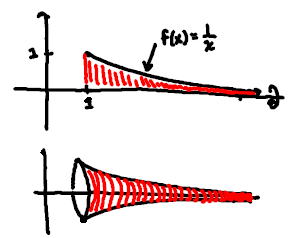 f(x) = 1/x
1
1
∞